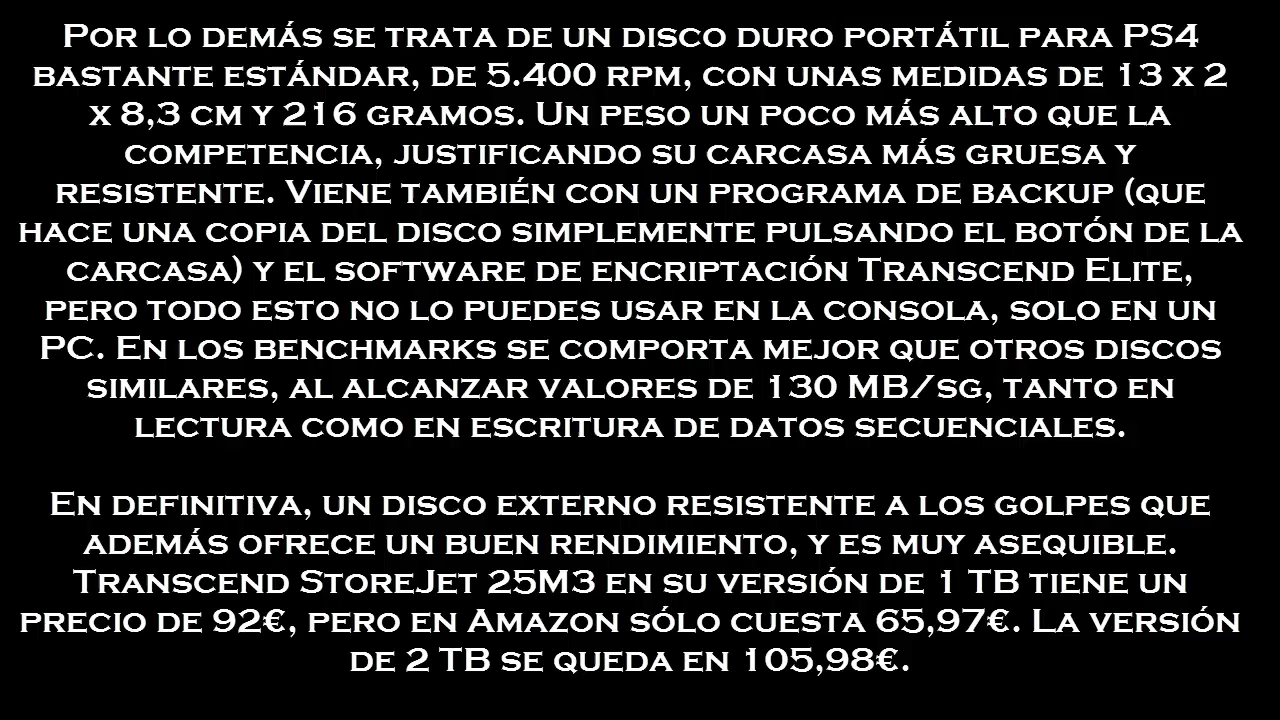 Por lo demás se trata de un disco duro portátil para PS4
bastante estándar, de 5.400 rpm, con unas medidas de 13 x 2
x 8,3 cm y 216 gramos. Un peso un poco más alto que la
competencia, justificando su carcasa más gruesa y
resistente. Viene también con un programa de backup (que
hace una copia del disco simplemente pulsando el botón de la
carcasa) y el software de encriptación Transcend Elite,
pero todo esto no lo puedes usar en la consola, solo en un
PC. En los benchmarks se comporta mejor que otros discos
similares, al alcanzar valores de 130 MB/sg, tanto en
lectura como en escritura de datos secuenciales.
En definitiva, un disco externo resistente a los golpes que
además ofrece un buen rendimiento, y es muy asequible.
Transcend StoreJet 25M3 en su versión de 1 TB tiene un
precio de 92€, pero en Amazon sólo cuesta 65,97€. La versión
de 2 TB se queda en 105,98€.